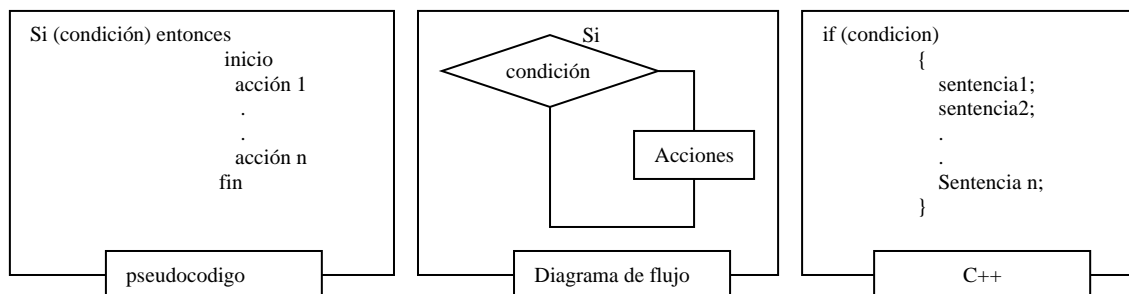 Si (condición) entonces
inicio
acción 1
.
.
acción n
fin
pseudocodigo
Si
condición
Acciones
Diagrama de flujo
if (condicion)
{
sentencia1;
sentencia2;
.
.
Sentencia n;
}
C++